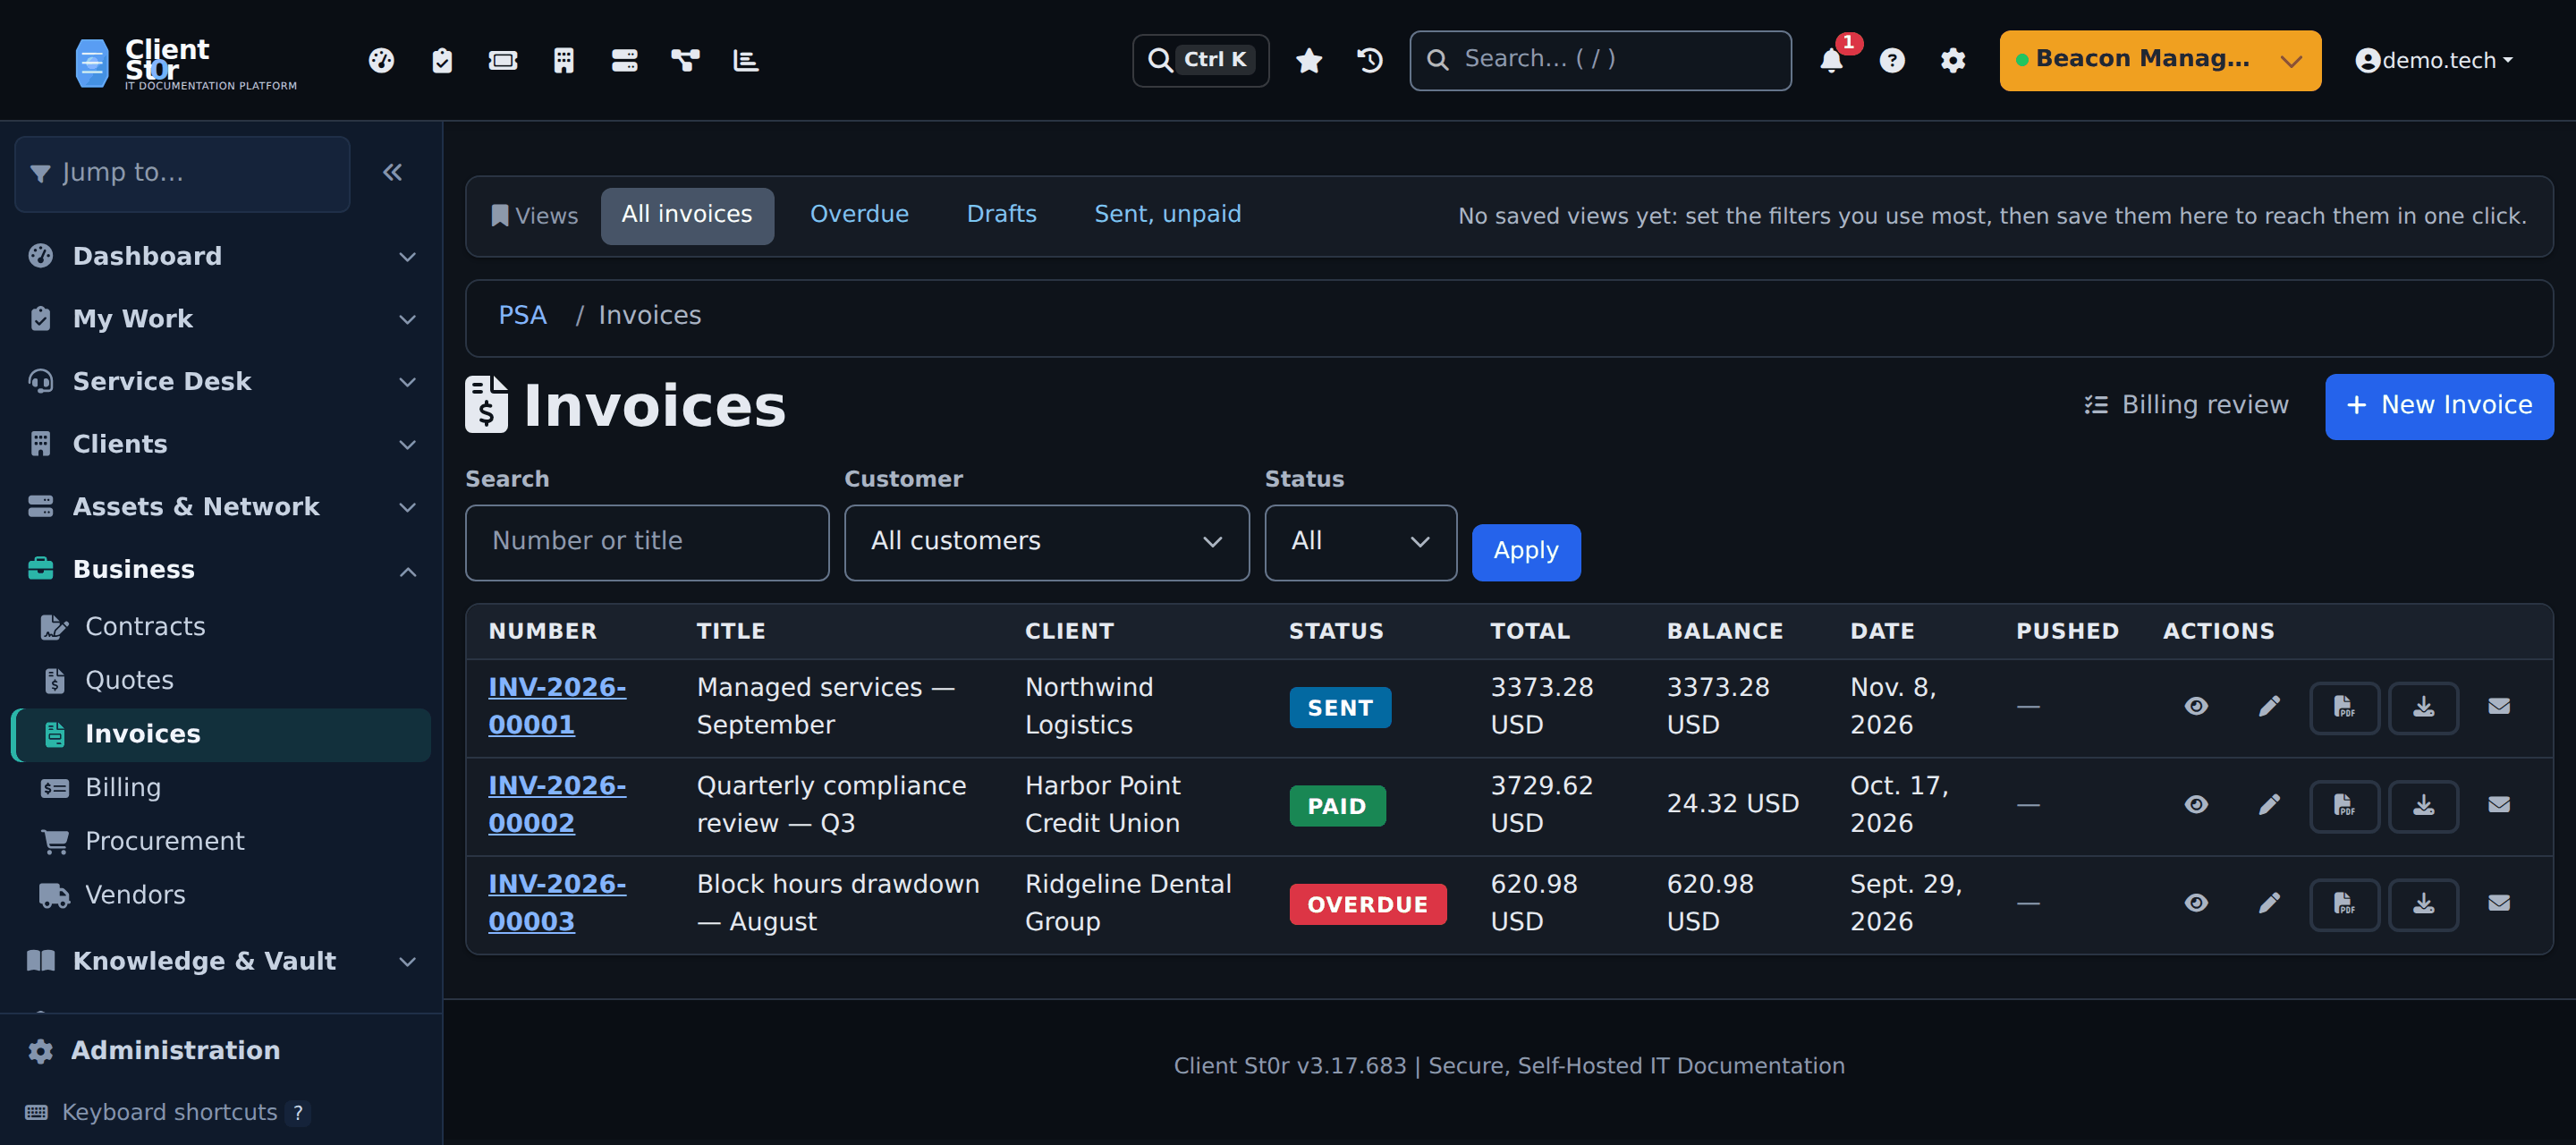 Client
St0r
IT DOCUMENTATION PLATFORM
Ctrl K
Search... ( / )
1
Beacon Manag...
demo.tech
Jump to...
Dashboard
My Work
Service Desk
Clients
Assets & Network
Business
Contracts
Quotes
Invoices
Billing
Procurement
Vendors
Knowledge & Vault
Administration
Keyboard shortcuts ?
Views All invoices Overdue Drafts Sent, unpaid No saved views yet: set the filters you use most, then save them here to reach them in one click.
PSA / Invoices
Invoices
Billing review
+ New Invoice
Search Customer Status
Number or title All customers All Apply
NUMBER TITLE CLIENT STATUS TOTAL BALANCE DATE PUSHED ACTIONS
INV-2026- Managed services — Northwind SENT 3373.28 3373.28 Nov. 8, —
00001 September Logistics USD USD 2026
INV-2026- Quarterly compliance Harbor Point PAID 3729.62 24.32 USD Oct. 17, —
00002 review — Q3 Credit Union USD 2026
INV-2026- Block hours drawdown Ridgeline Dental OVERDUE 620.98 620.98 Sept. 29, —
00003 — August Group USD USD 2026
Client St0r v3.17.683 | Secure, Self-Hosted IT Documentation